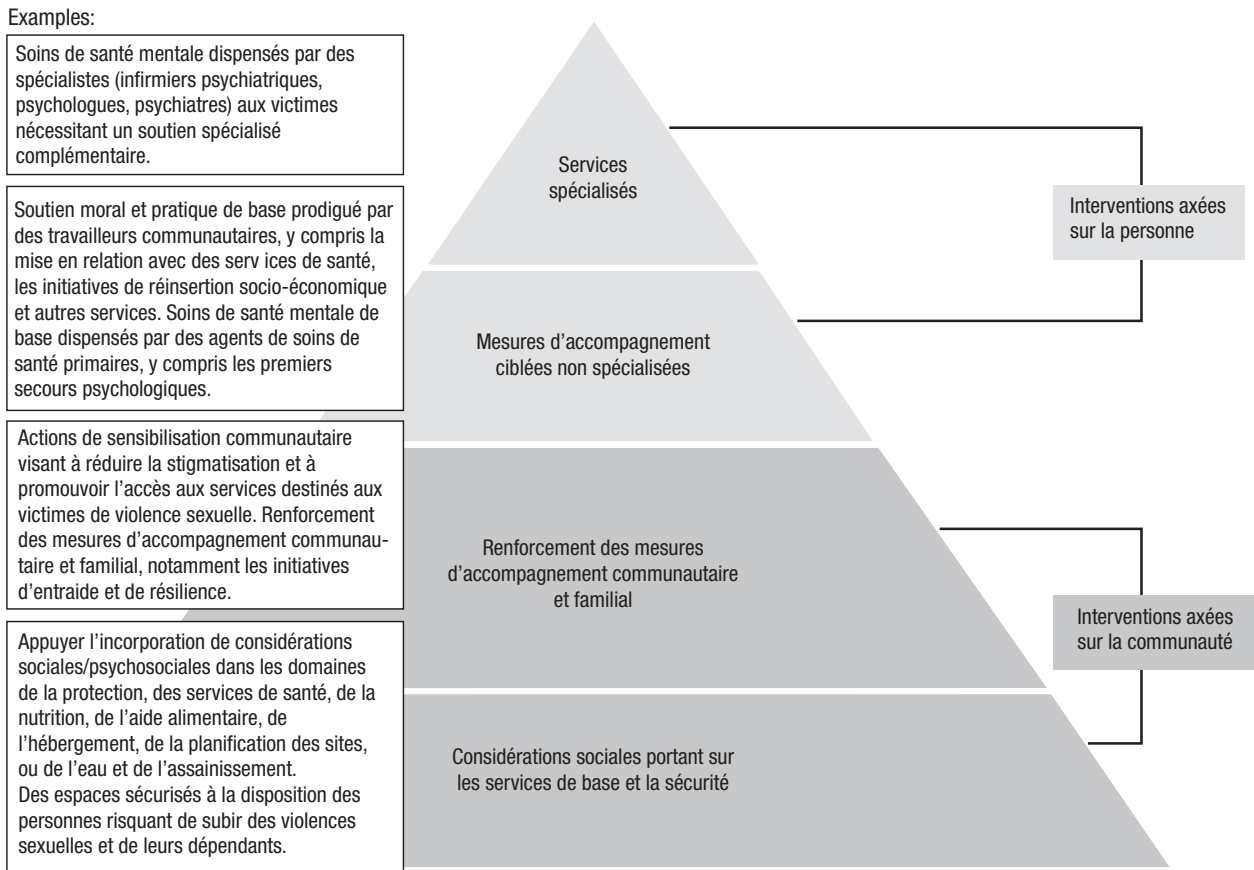 Examples:
Soins de santé mentale dispensés par des
spécialistes (infirmiers psychiatriques,
psychologues, psychiatres) aux victimes
nécessitant un soutien spécialisé
complémentaire.
Services
spécialisés
Interventions axées
sur la personne
Soutien moral et pratique de base prodigué par
des travailleurs communautaires, y compris la
mise en relation avec des serv ices de santé,
les initiatives de réinsertion socio-économique
et autres services. Soins de santé mentale de
base dispensés par des agents de soins de
santé primaires, y compris les premiers
secours psychologiques.
Mesures d’accompagnement
ciblées non spécialisées
Actions de sensibilisation communautaire
visant à réduire la stigmatisation et à
promouvoir l’accès aux services destinés aux
victimes de violence sexuelle. Renforcement
des mesures d’accompagnement communau-
taire et familial, notamment les initiatives
d’entraide et de résilience.
Renforcement des mesures
d’accompagnement communautaire
et familial
Interventions axées
sur la communauté
Appuyer l’incorporation de considérations
sociales/psychosociales dans les domaines
de la protection, des services de santé, de la
nutrition, de l’aide alimentaire, de
l’hébergement, de la planification des sites,
ou de l’eau et de l’assainissement.
Des espaces sécurisés à la disposition des
personnes risquant de subir des violences
sexuelles et de leurs dépendants.
Considérations sociales portant sur
les services de base et la sécurité